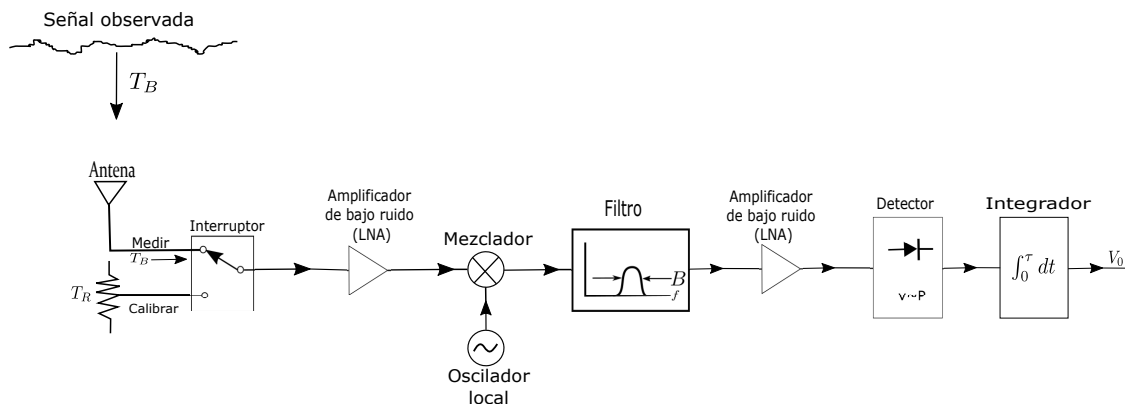 Señal observada
T_B
Antena
Medir
T_B
T_R
Calibrar
Interruptor
Amplificador
de bajo ruido
(LNA)
Mezclador
Oscilador
local
Filtro
B
f
Amplificador
de bajo ruido
(LNA)
Detector
v~P
Integrador
∫₀^τ dt
V_0